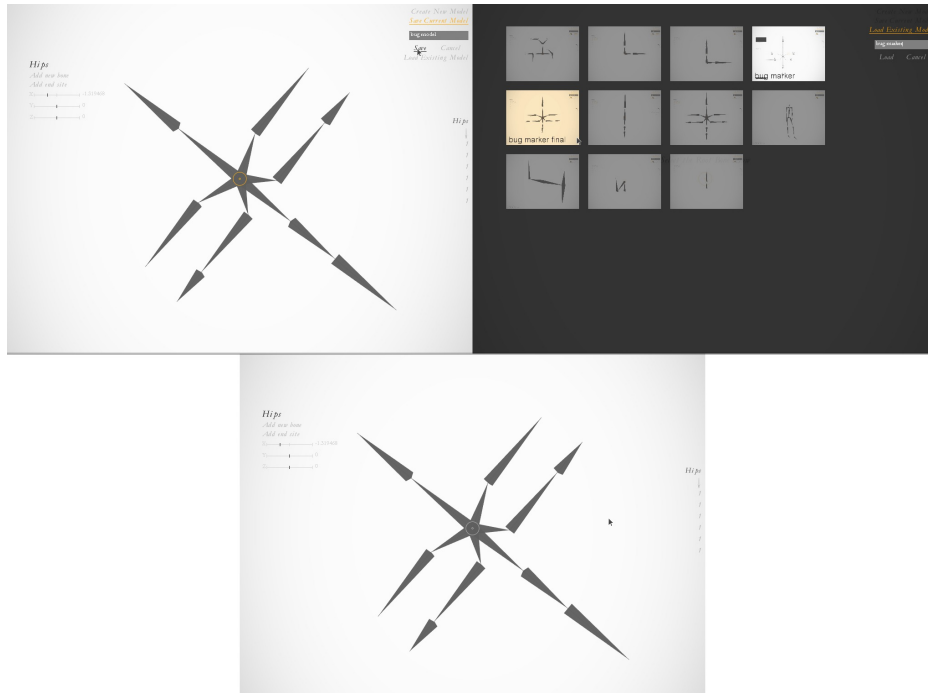 Create New Model
Save Current Model
bug model
Save Cancel
Load Existing Model
Hips
Add new bone
Add end site
Hips
Load Existing Mod
bug marker
Load Cancel
bug marker
bug marker final
Hips
Add new bone
Add end site
Hips